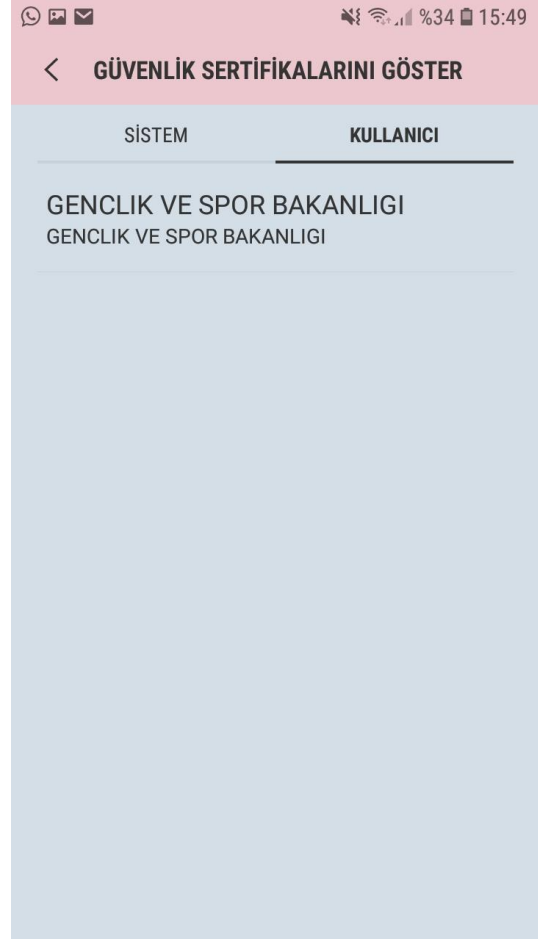 %34 15:49
GÜVENLİK SERTİFİKALARINI GÖSTER
SİSTEM KULLANICI
GENCLIK VE SPOR BAKANLIGI
GENCLIK VE SPOR BAKANLIGI